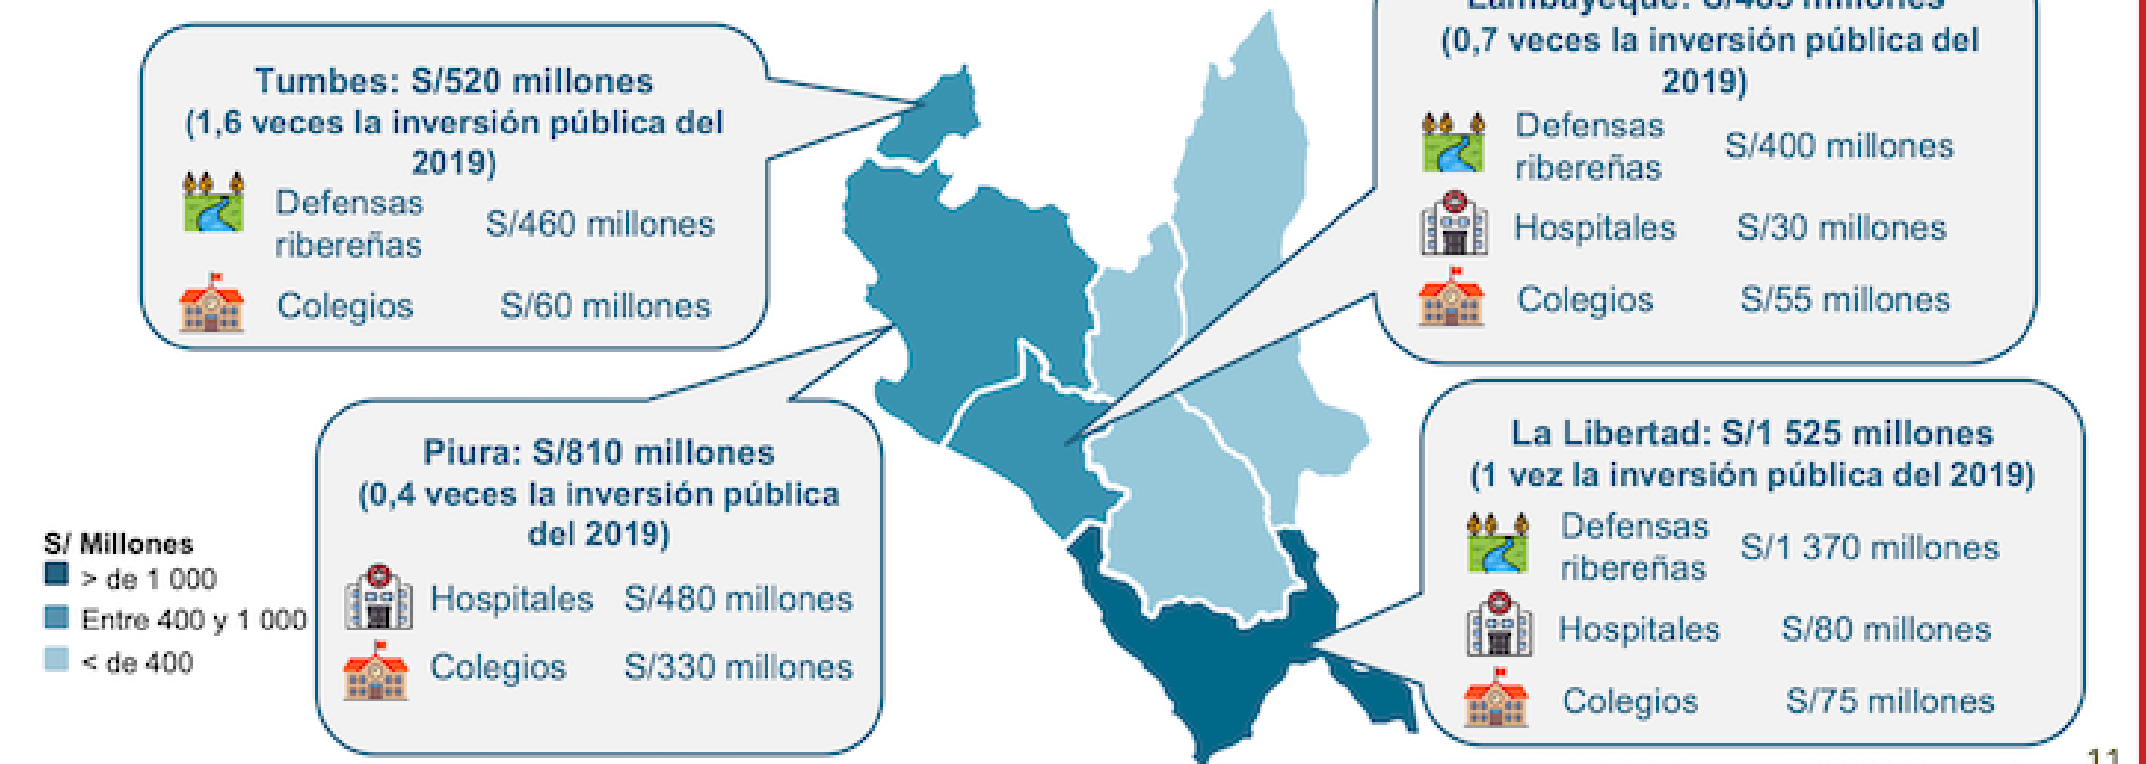 Tumbes: S/520 millones
(1,6 veces la inversión pública del
2019)
Defensas
ribereñas
S/460 millones
Colegios
S/60 millones
Lambayeque: S/485 millones
(0,7 veces la inversión pública del
2019)
Defensas
ribereñas
S/400 millones
Hospitales
S/30 millones
Colegios
S/55 millones
Piura: S/810 millones
(0,4 veces la inversión pública
del 2019)
Hospitales
S/480 millones
Colegios
S/330 millones
La Libertad: S/1 525 millones
(1 vez la inversión pública del 2019)
Defensas
ribereñas
S/1 370 millones
Hospitales
S/80 millones
Colegios
S/75 millones
S/ Millones
> de 1 000
Entre 400 y 1 000
< de 400
11